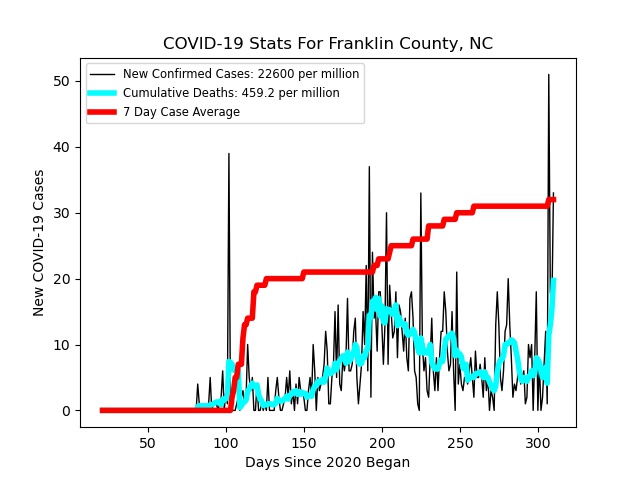 COVID-19 Stats For Franklin County, NC
New Confirmed Cases: 22600 per million
Cumulative Deaths: 459.2 per million
7 Day Case Average
New COVID-19 Cases
50
40
30
20
10
0
50 100 150 200 250 300
Days Since 2020 Began